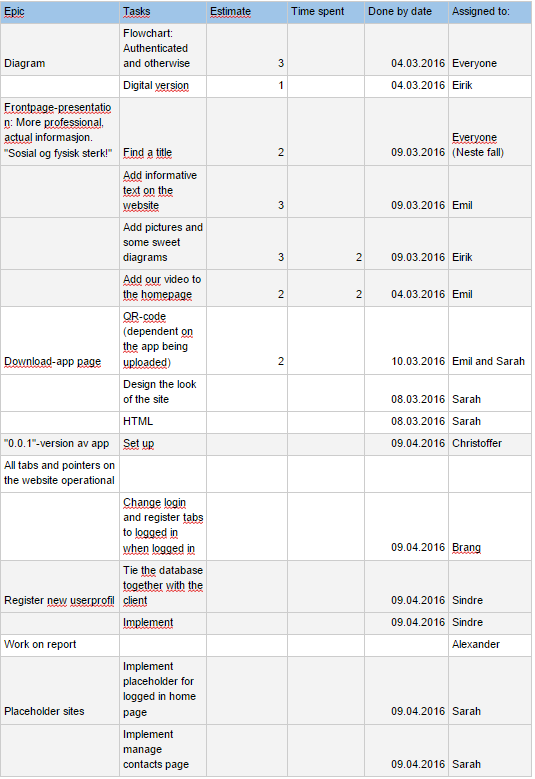 Epic Tasks Estimate Time spent Done by date Assigned to:
Flowchart:
Authenticated
Diagram and otherwise 3 04.03.2016 Everyone
Digital version 1 04.03.2016 Eirik
Frontpage-presentatio
n: More professional,
actual informasjon. Everyone
"Sosial og fysisk sterk!" Find a title 2 09.03.2016 (Neste fall)
Add informative
text on the
website 3 09.03.2016 Emil
Add pictures and
some sweet
diagrams 3 2 09.03.2016 Eirik
Add our video to
the homepage 2 2 04.03.2016 Emil
QR-code
(dependent on
the app being
Download-app page uploaded) 2 10.03.2016 Emil and Sarah
Design the look
of the site 08.03.2016 Sarah
HTML 08.03.2016 Sarah
"0.0.1"-version av app Set up 09.04.2016 Christoffer
All tabs and pointers on
the website operational
Change login
and register tabs
to logged in
when logged in 09.04.2016 Brang
Tie the database
together with the
Register new userprofil client 09.04.2016 Sindre
Implement 09.04.2016 Sindre
Work on report Alexander
Implement
placeholder for
logged in home
Placeholder sites page 09.04.2016 Sarah
Implement
manage
contacts page 09.04.2016 Sarah